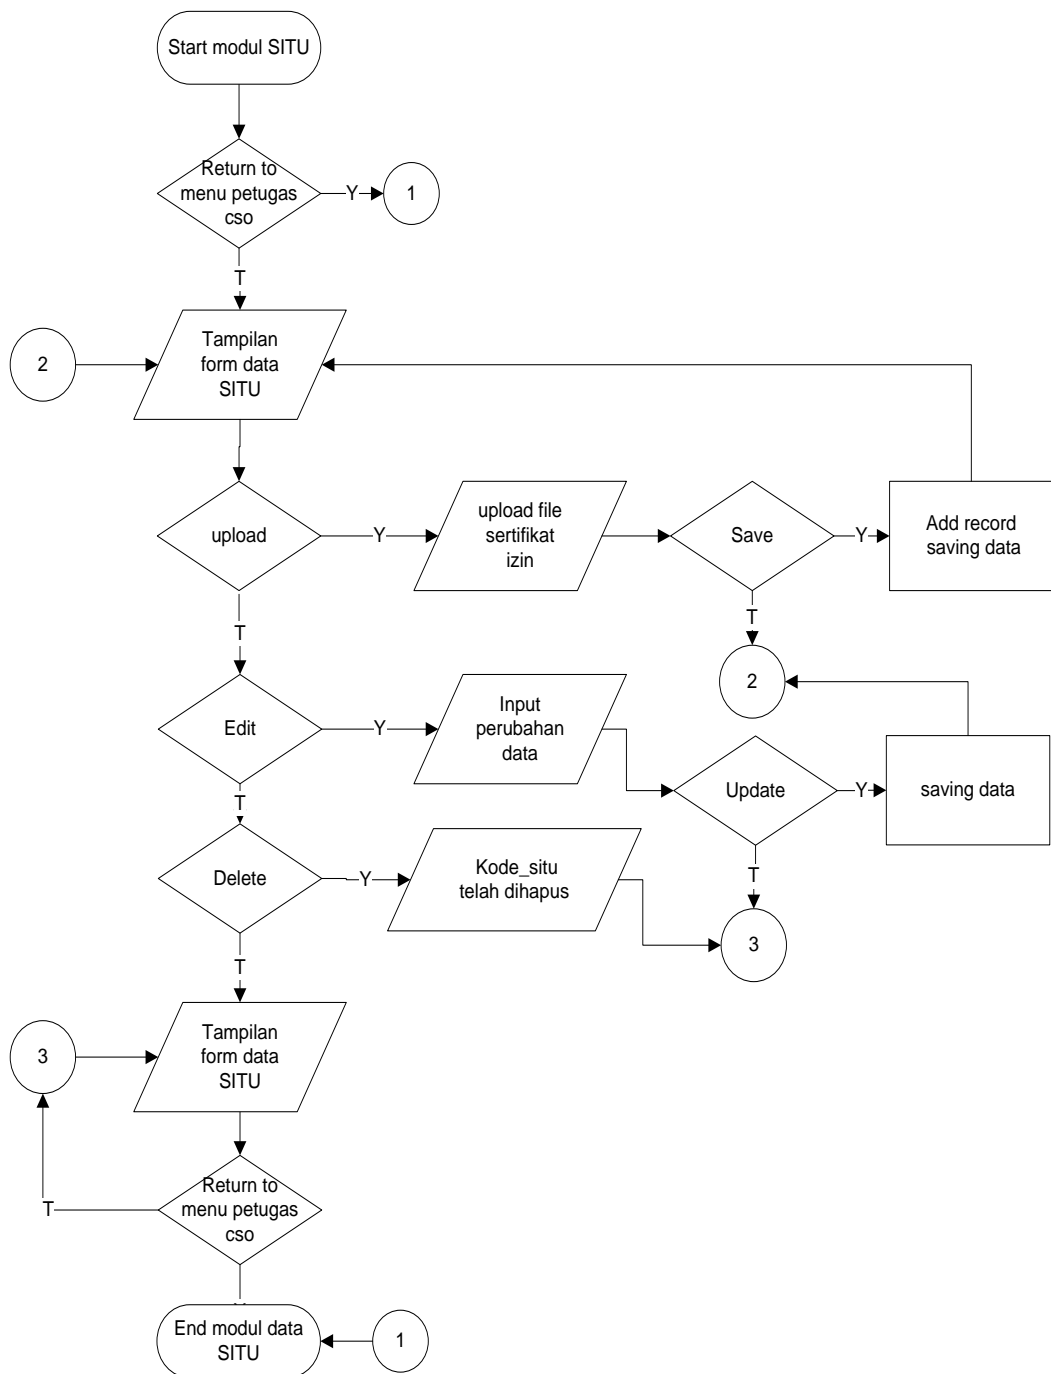 Start modul SITU
Return to
menu petugas
cso
Y
1
T
2
Tampilan
form data
SITU
upload
Y
upload file
sertifikat
izin
Save
Y
Add record
saving data
T
T
2
Edit
Y
Input
perubahan
data
Update
Y
saving data
T
Delete
Y
Kode_situ
telah dihapus
T
3
T
3
Tampilan
form data
SITU
Return to
menu petugas
cso
T
End modul data
SITU
1